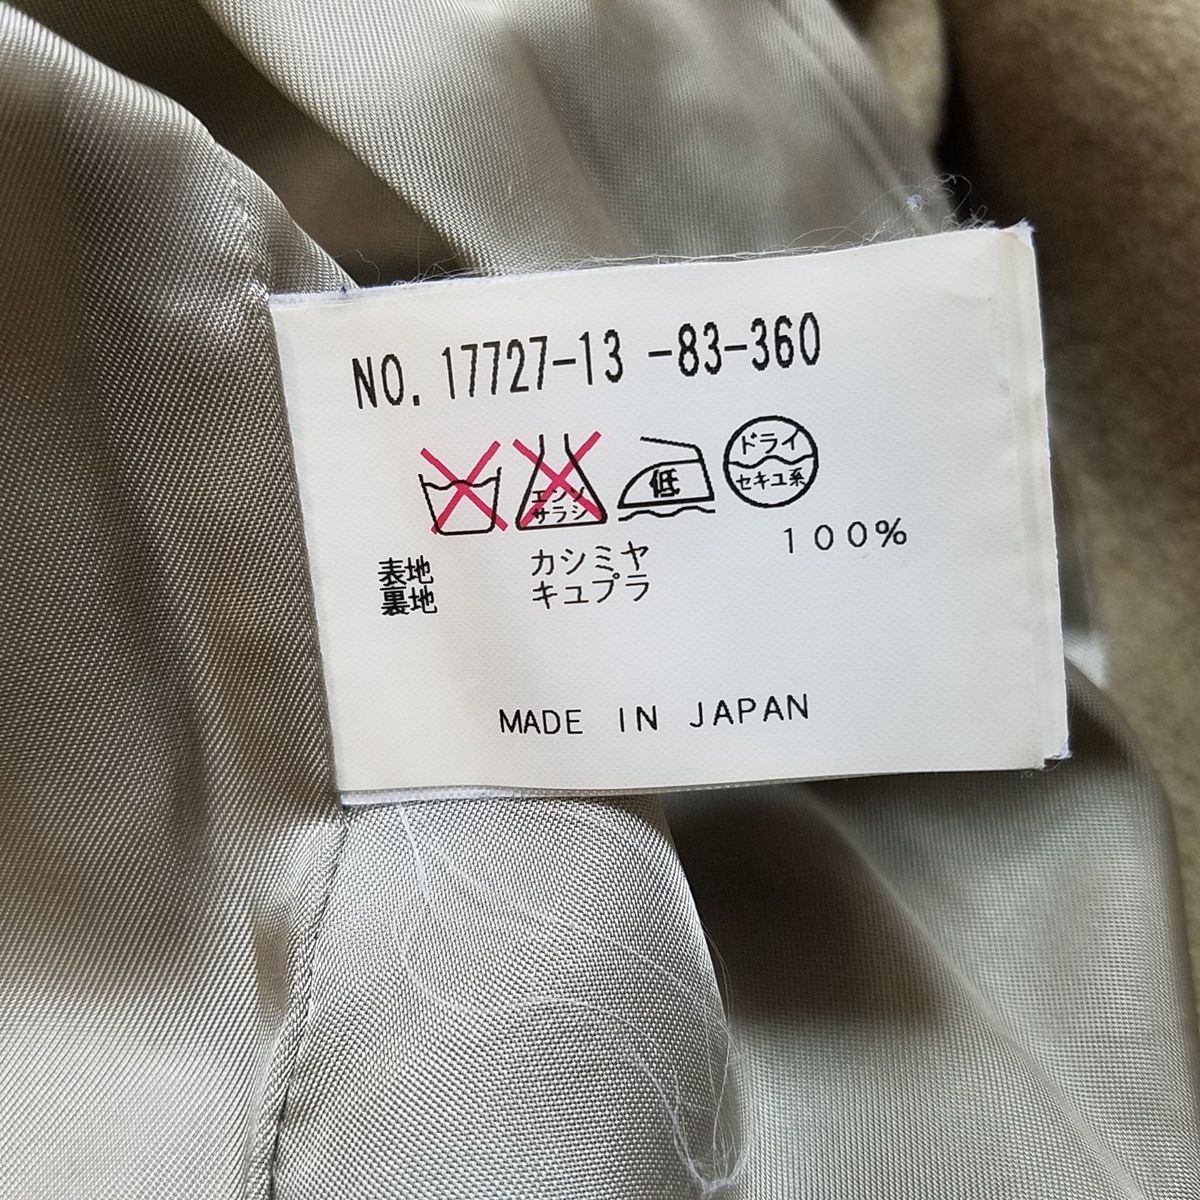 NO. 17727-13 -83-360
エンソ
サラシ
低
ドライ
セキユ系
表地 カシミヤ 100%
裏地 キュプラ
MADE IN JAPAN